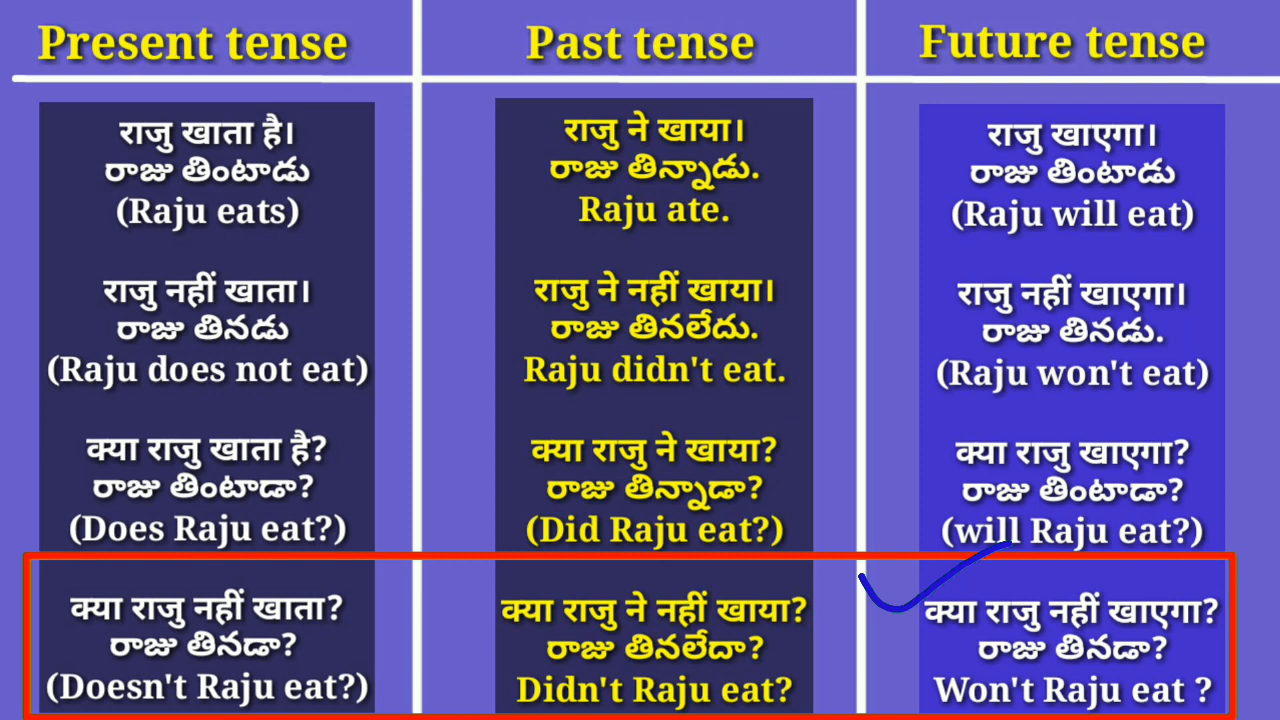 Present tense
राजु खाता है।
రాజు తింటాడు
(Raju eats)
राजु नहीं खाता।
రాజు తినడు
(Raju does not eat)
क्या राजु खाता है?
రాజు తింటాడా?
(Does Raju eat?)
क्या राजु नहीं खाता?
రాజు తినడా?
(Doesn't Raju eat?)
Past tense
राजु ने खाया।
రాజు తిన్నాడు.
Raju ate.
राजु ने नहीं खाया।
రాజు తినలేదు.
Raju didn't eat.
क्या राजु ने खाया?
రాజు తిన్నాడా?
(Did Raju eat?)
क्या राजु ने नहीं खाया?
రాజు తినలేదా?
Didn't Raju eat?
Future tense
राजु खाएगा।
రాజు తింటాడు
(Raju will eat)
राजु नहीं खाएगा।
రాజు తినడు.
(Raju won't eat)
क्या राजु खाएगा?
రాజు తింటాడా?
(will Raju eat?)
क्या राजु नहीं खाएगा?
రాజు తినడా?
Won't Raju eat ?